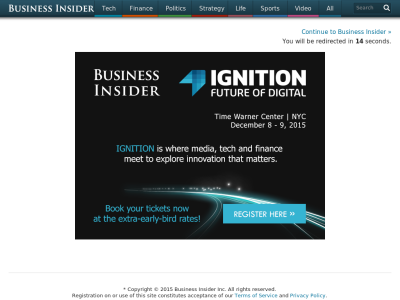 BUSINESS INSIDER Tech Finance Politics Strategy Life Sports Video All Search
Continue to Business Insider »
You will be redirected in 14 seconds.
BUSINESS
INSIDER
IGNITION
FUTURE OF DIGITAL
Time Warner Center | NYC
December 8 - 9, 2015
IGNITION is where media, tech and finance
meet to explore innovation that matters.
Book your tickets now
at the extra-early-bird rates!
REGISTER HERE »
* Copyright © 2015 Business Insider Inc. All rights reserved.
Registration on or use of this site constitutes acceptance of our Terms of Service and Privacy Policy.